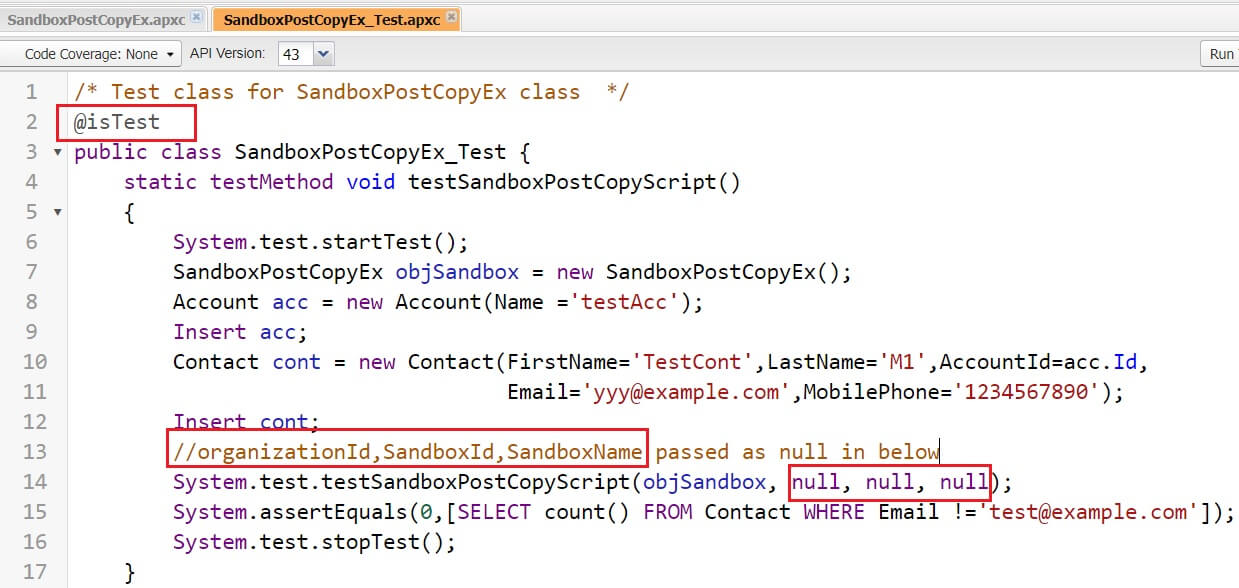 SandboxPostCopyEx.apxc SandboxPostCopyEx_Test.apxc
Code Coverage: None API Version: 43 Run
1 /* Test class for SandboxPostCopyEx class */
2 @isTest
3 public class SandboxPostCopyEx_Test {
4 static testMethod void testSandboxPostCopyScript()
5 {
6 System.test.startTest();
7 SandboxPostCopyEx objSandbox = new SandboxPostCopyEx();
8 Account acc = new Account(Name ='testAcc');
9 Insert acc;
10 Contact cont = new Contact(FirstName='TestCont',LastName='M1',AccountId=acc.Id,
11 Email='yyy@example.com',MobilePhone='1234567890');
12 Insert cont;
13 //organizationId,SandboxId,SandboxName passed as null in below
14 System.test.testSandboxPostCopyScript(objSandbox, null, null, null);
15 System.assertEquals(0,[SELECT count() FROM Contact WHERE Email !='test@example.com']);
16 System.test.stopTest();
17 }